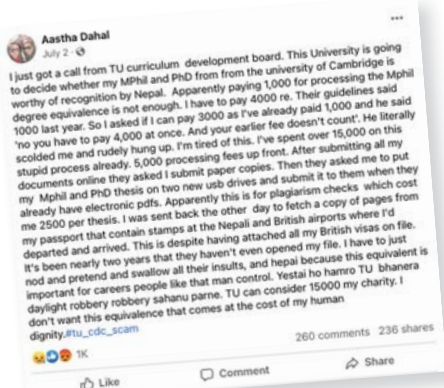 Aastha Dahal
July 2 ·
I just got a call from TU curriculum development board. This University is going
to decide whether my MPhil and PhD from from the university of Cambridge is
worthy of recognition by Nepal. Apparently paying 1,000 for processing the Mphil
degree equivalence is not enough. I have to pay 4000 re. Their guidelines said
1000 last year. So I asked if I can pay 3000 as I've already paid 1,000 and he said
'no you have to pay 4,000 at once. And your earlier fee doesn't count'. He literally
scolded me and rudely hung up. I'm tired of this. I've spent over 15,000 on this
stupid process already. 5,000 processing fees up front. After submitting all my
documents online they asked I submit paper copies. Then they asked me to put
my Mphil and PhD thesis on two new usb drives and submit it to them when they
already have electronic pdfs. Apparently this is for plagiarism checks which cost
me 2500 per thesis. I was sent back the other day to fetch a copy of pages from
my passport that contain stamps at the Nepali and British airports where I'd
departed and arrived. This is despite having attached all my British visas on file.
It's been nearly two years that they haven't even opened my file. I have to just
nod and pretend and swallow all their insults, and hepai because this equivalent is
important for careers people like that man control. Yestai ho hamro TU bhanera
daylight robbery robbery sahanu parne. TU can consider 15000 my charity. I
don't want this equivalence that comes at the cost of my human
dignity.#tu_cdc_scam
1K
260 comments 236 shares
Like
Comment
Share